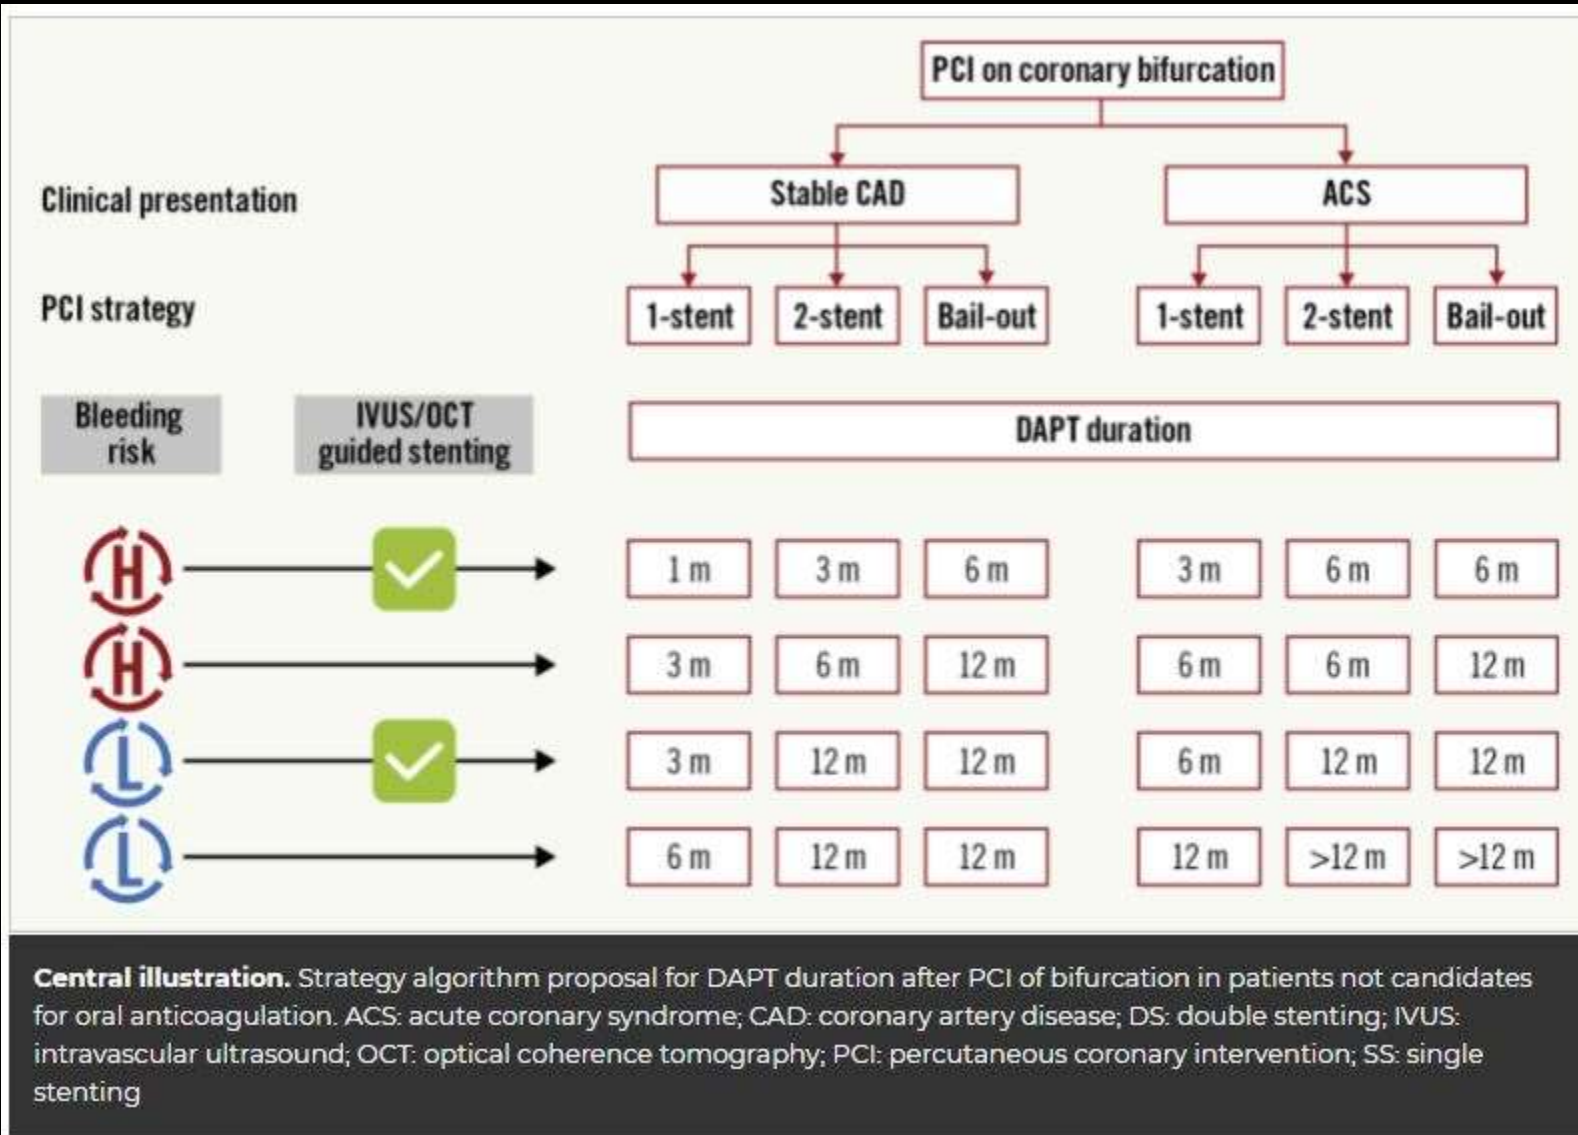 PCI on coronary bifurcation
Clinical presentation
Stable CAD
ACS
PCI strategy
1-stent
2-stent
Bail-out
1-stent
2-stent
Bail-out
Bleeding
risk
IVUS/OCT
guided stenting
DAPT duration
H
1 m
3 m
6 m
3 m
6 m
6 m
H
3 m
6 m
12 m
6 m
6 m
12 m
L
3 m
12 m
12 m
6 m
12 m
12 m
L
6 m
12 m
12 m
12 m
>12 m
>12 m
Central illustration. Strategy algorithm proposal for DAPT duration after PCI of bifurcation in patients not candidates
for oral anticoagulation. ACS: acute coronary syndrome; CAD: coronary artery disease; DS: double stenting; IVUS:
intravascular ultrasound; OCT: optical coherence tomography; PCI: percutaneous coronary intervention; SS: single
stenting